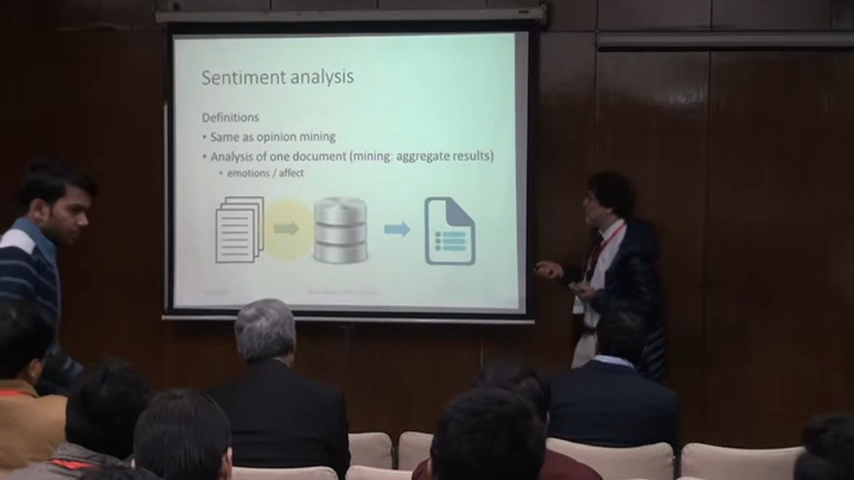 Sentiment analysis
Definitions
• Same as opinion mining
• Analysis of one document (mining: aggregate results)
• emotions / affect